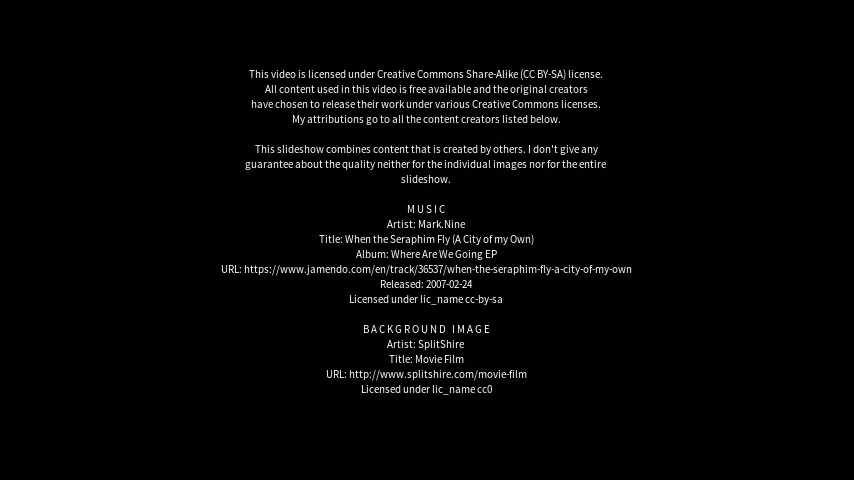 This video is licensed under Creative Commons Share-Alike (CC BY-SA) license.
All content used in this video is free available and the original creators
have chosen to release their work under various Creative Commons licenses.
My attributions go to all the content creators listed below.
This slideshow combines content that is created by others. I don't give any
guarantee about the quality neither for the individual images nor for the entire
slideshow.
MUSIC
Artist: Mark.Nine
Title: When the Seraphim Fly (A City of my Own)
Album: Where Are We Going EP
URL: https://www.jamendo.com/en/track/36537/when-the-seraphim-fly-a-city-of-my-own
Released: 2007-02-24
Licensed under lic_name cc-by-sa
BACKGROUND IMAGE
Artist: SplitShire
Title: Movie Film
URL: http://www.splitshire.com/movie-film
Licensed under lic_name cc0